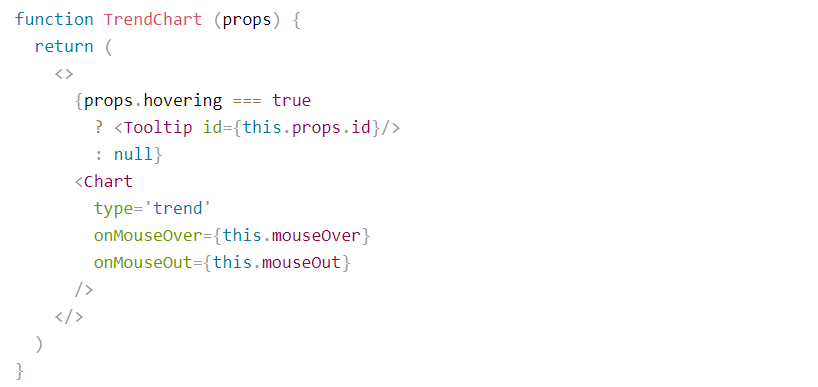 function TrendChart (props) {
  return (
    <>
      {props.hovering === true
        ? <Tooltip id={this.props.id}/>
        : null}
      <Chart
        type='trend'
        onMouseOver={this.mouseOver}
        onMouseOut={this.mouseOut}
      />
    </>
  )
}